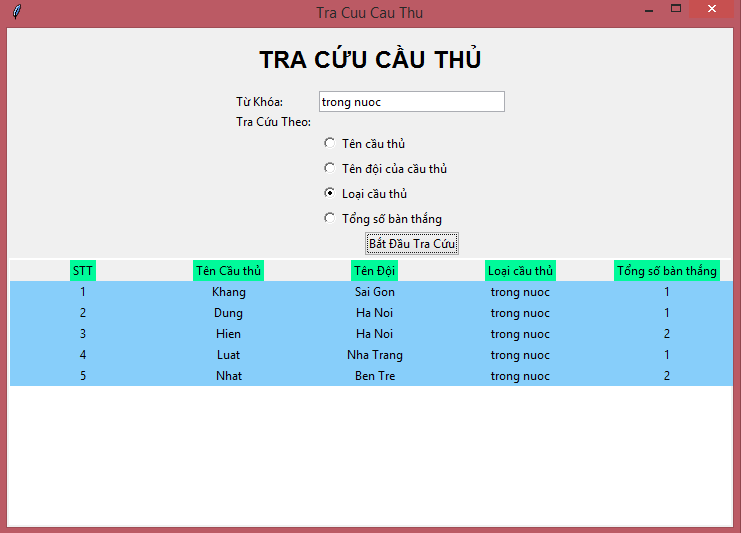 Tra Cuu Cau Thu
TRA CỨU CẦU THỦ
Từ Khóa: trong nuoc
Tra Cứu Theo:
Tên cầu thủ
Tên đội của cầu thủ
Loại cầu thủ
Tổng số bàn thắng
Bắt Đầu Tra Cứu
STT Tên Cầu thủ Tên Đội Loại cầu thủ Tổng số bàn thắng
1 Khang Sai Gon trong nuoc 1
2 Dung Ha Noi trong nuoc 1
3 Hien Ha Noi trong nuoc 2
4 Luat Nha Trang trong nuoc 1
5 Nhat Ben Tre trong nuoc 2